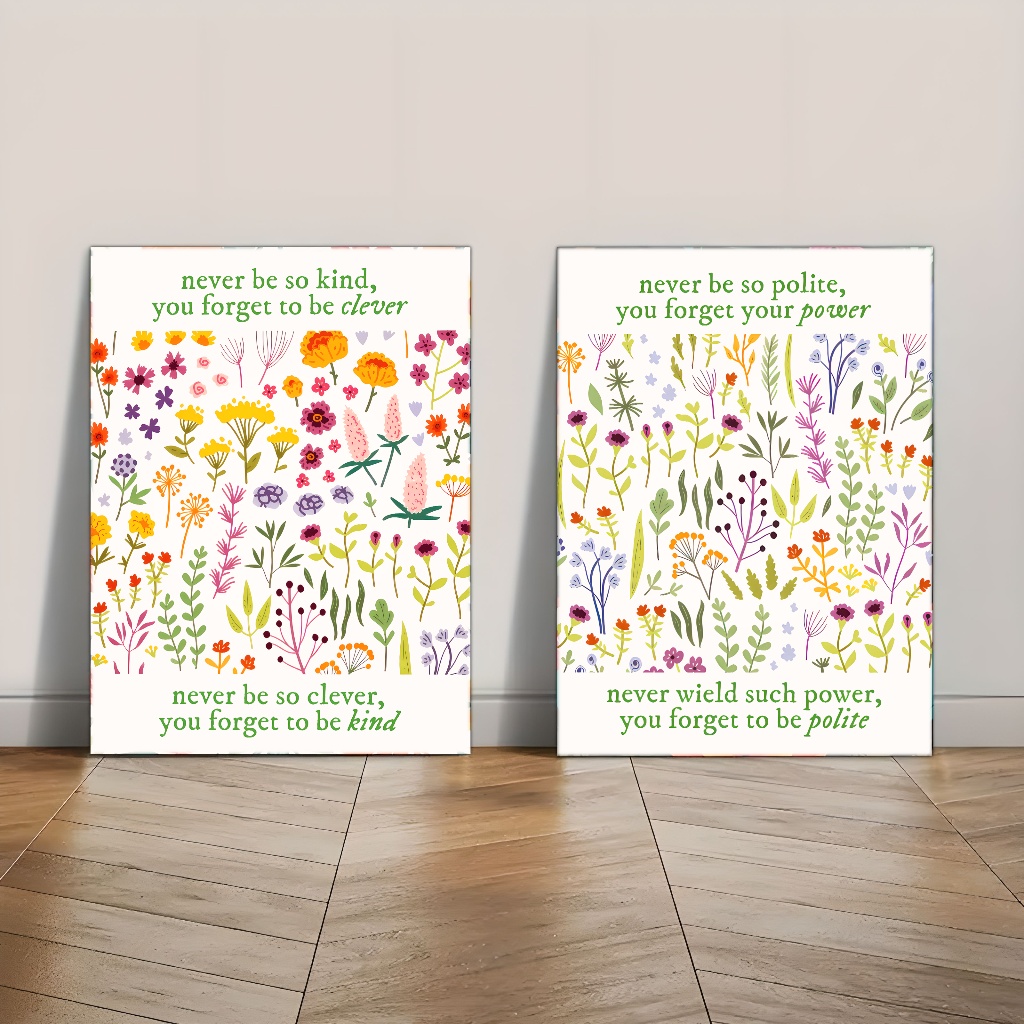 never be so kind,
you forget to be clever
never be so clever,
you forget to be kind
never be so polite,
you forget your power
never wield such power,
you forget to be polite